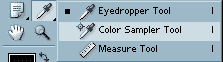 Eyedropper Tool I
Color Sampler Tool I
Measure Tool I